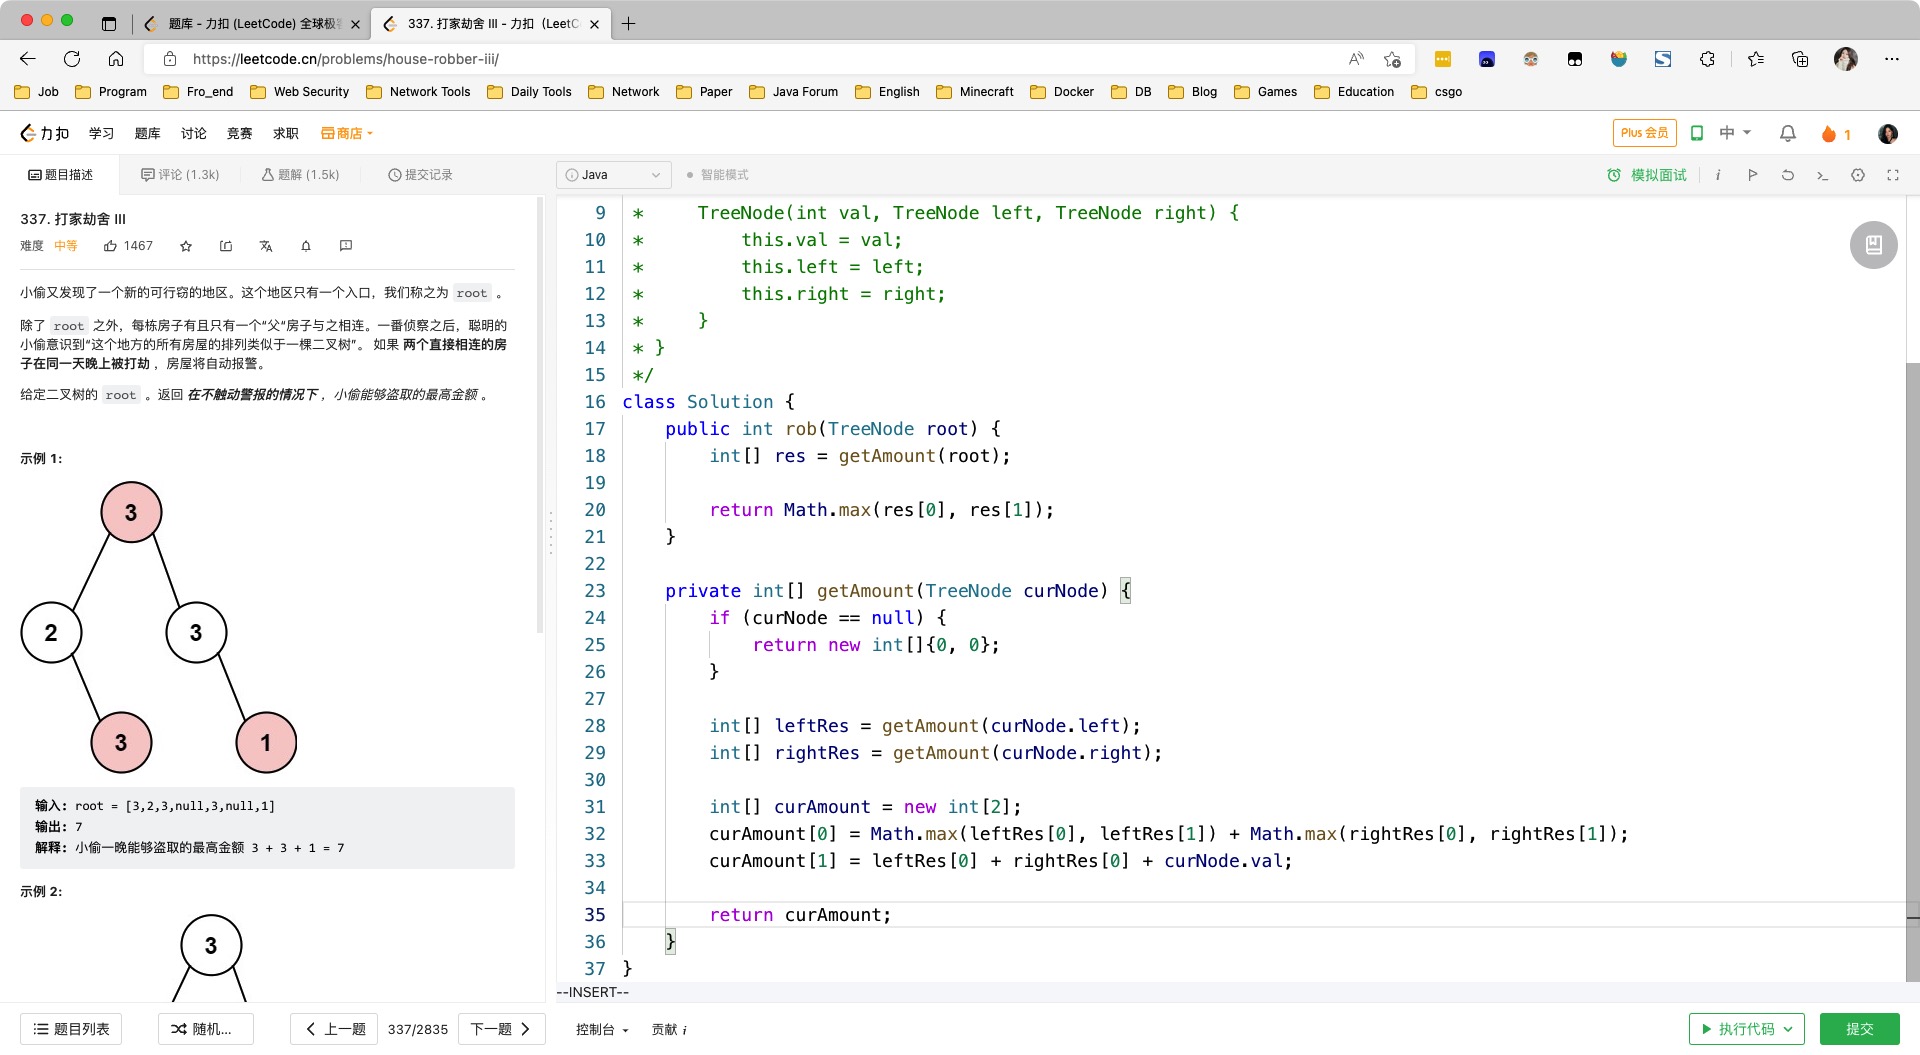 题库 - 力扣 (LeetCode) 全球极
337. 打家劫舍 III - 力扣（LeetC
https://leetcode.cn/problems/house-robber-iii/
Job Program Fro_end Web Security Network Tools Daily Tools Network Paper Java Forum English Minecraft Docker DB Blog Games Education csgo
力扣 学习 题库 讨论 竞赛 求职 商店 Plus 会员 中 1
题目描述 评论 (1.3k) 题解 (1.5k) 提交记录
i Java 智能模式 模拟面试 i
337. 打家劫舍 III
难度 中等 1467
小偷又发现了一个新的可行窃的地区。这个地区只有一个入口，我们称之为 root 。
除了 root 之外，每栋房子有且只有一个“父“房子与之相连。一番侦察之后，聪明的
小偷意识到“这个地方的所有房屋的排列类似于一棵二叉树”。 如果 两个直接相连的房
子在同一天晚上被打劫 ，房屋将自动报警。
给定二叉树的 root 。返回 在不触动警报的情况下 ，小偷能够盗取的最高金额 。
示例 1:
3
2 3
3 1
输入: root = [3,2,3,null,3,null,1]
输出: 7
解释: 小偷一晚能够盗取的最高金额 3 + 3 + 1 = 7
示例 2:
3
9 *     TreeNode(int val, TreeNode left, TreeNode right) {
10 *         this.val = val;
11 *         this.left = left;
12 *         this.right = right;
13 *     }
14 * }
15 */
16 class Solution {
17     public int rob(TreeNode root) {
18         int[] res = getAmount(root);
19
20         return Math.max(res[0], res[1]);
21     }
22
23     private int[] getAmount(TreeNode curNode) {
24         if (curNode == null) {
25             return new int[]{0, 0};
26         }
27
28         int[] leftRes = getAmount(curNode.left);
29         int[] rightRes = getAmount(curNode.right);
30
31         int[] curAmount = new int[2];
32         curAmount[0] = Math.max(leftRes[0], leftRes[1]) + Math.max(rightRes[0], rightRes[1]);
33         curAmount[1] = leftRes[0] + rightRes[0] + curNode.val;
34
35         return curAmount;
36     }
37 }
--INSERT--
题目列表 随机... 上一题 337/2835 下一题 控制台 贡献 i 执行代码 提交